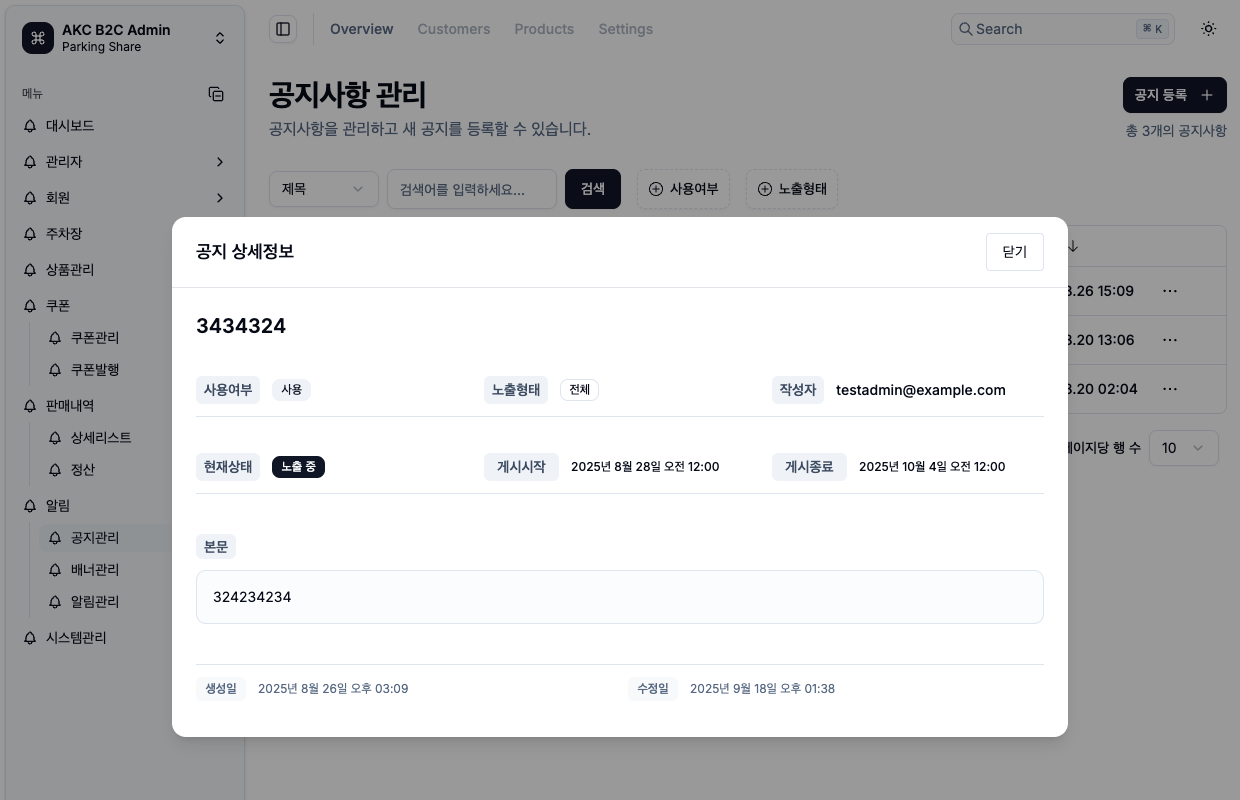 AKC B2C Admin
Parking Share
메뉴
대시보드
관리자
회원
주차장
상품관리
쿠폰
쿠폰관리
쿠폰발행
판매내역
상세리스트
정산
알림
공지관리
배너관리
알림관리
시스템관리
Overview Customers Products Settings
Search ⌘ K
공지사항 관리
공지사항을 관리하고 새 공지를 등록할 수 있습니다.
공지 등록
총 3개의 공지사항
제목 검색어를 입력하세요... 검색 사용여부 노출형태
26 15:09
20 13:06
20 02:04
페이지당 행 수 10
공지 상세정보
닫기
3434324
사용여부 사용 노출형태 전체 작성자 testadmin@example.com
현재상태 노출 중 게시시작 2025년 8월 28일 오전 12:00 게시종료 2025년 10월 4일 오전 12:00
본문
324234234
생성일 2025년 8월 26일 오후 03:09 수정일 2025년 9월 18일 오후 01:38